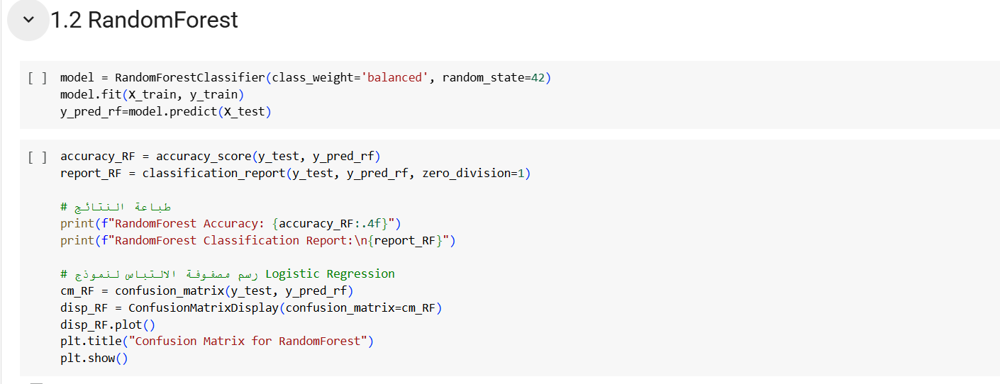 1.2 RandomForest
[ ] model = RandomForestClassifier(class_weight='balanced', random_state=42)
model.fit(X_train, y_train)
y_pred_rf=model.predict(X_test)
[ ] accuracy_RF = accuracy_score(y_test, y_pred_rf)
report_RF = classification_report(y_test, y_pred_rf, zero_division=1)
# طباعة النتائج
print(f"RandomForest Accuracy: {accuracy_RF:.4f}")
print(f"RandomForest Classification Report:\n{report_RF}")
# رسم مصفوفة الالتباس لنموذج Logistic Regression
cm_RF = confusion_matrix(y_test, y_pred_rf)
disp_RF = ConfusionMatrixDisplay(confusion_matrix=cm_RF)
disp_RF.plot()
plt.title("Confusion Matrix for RandomForest")
plt.show()